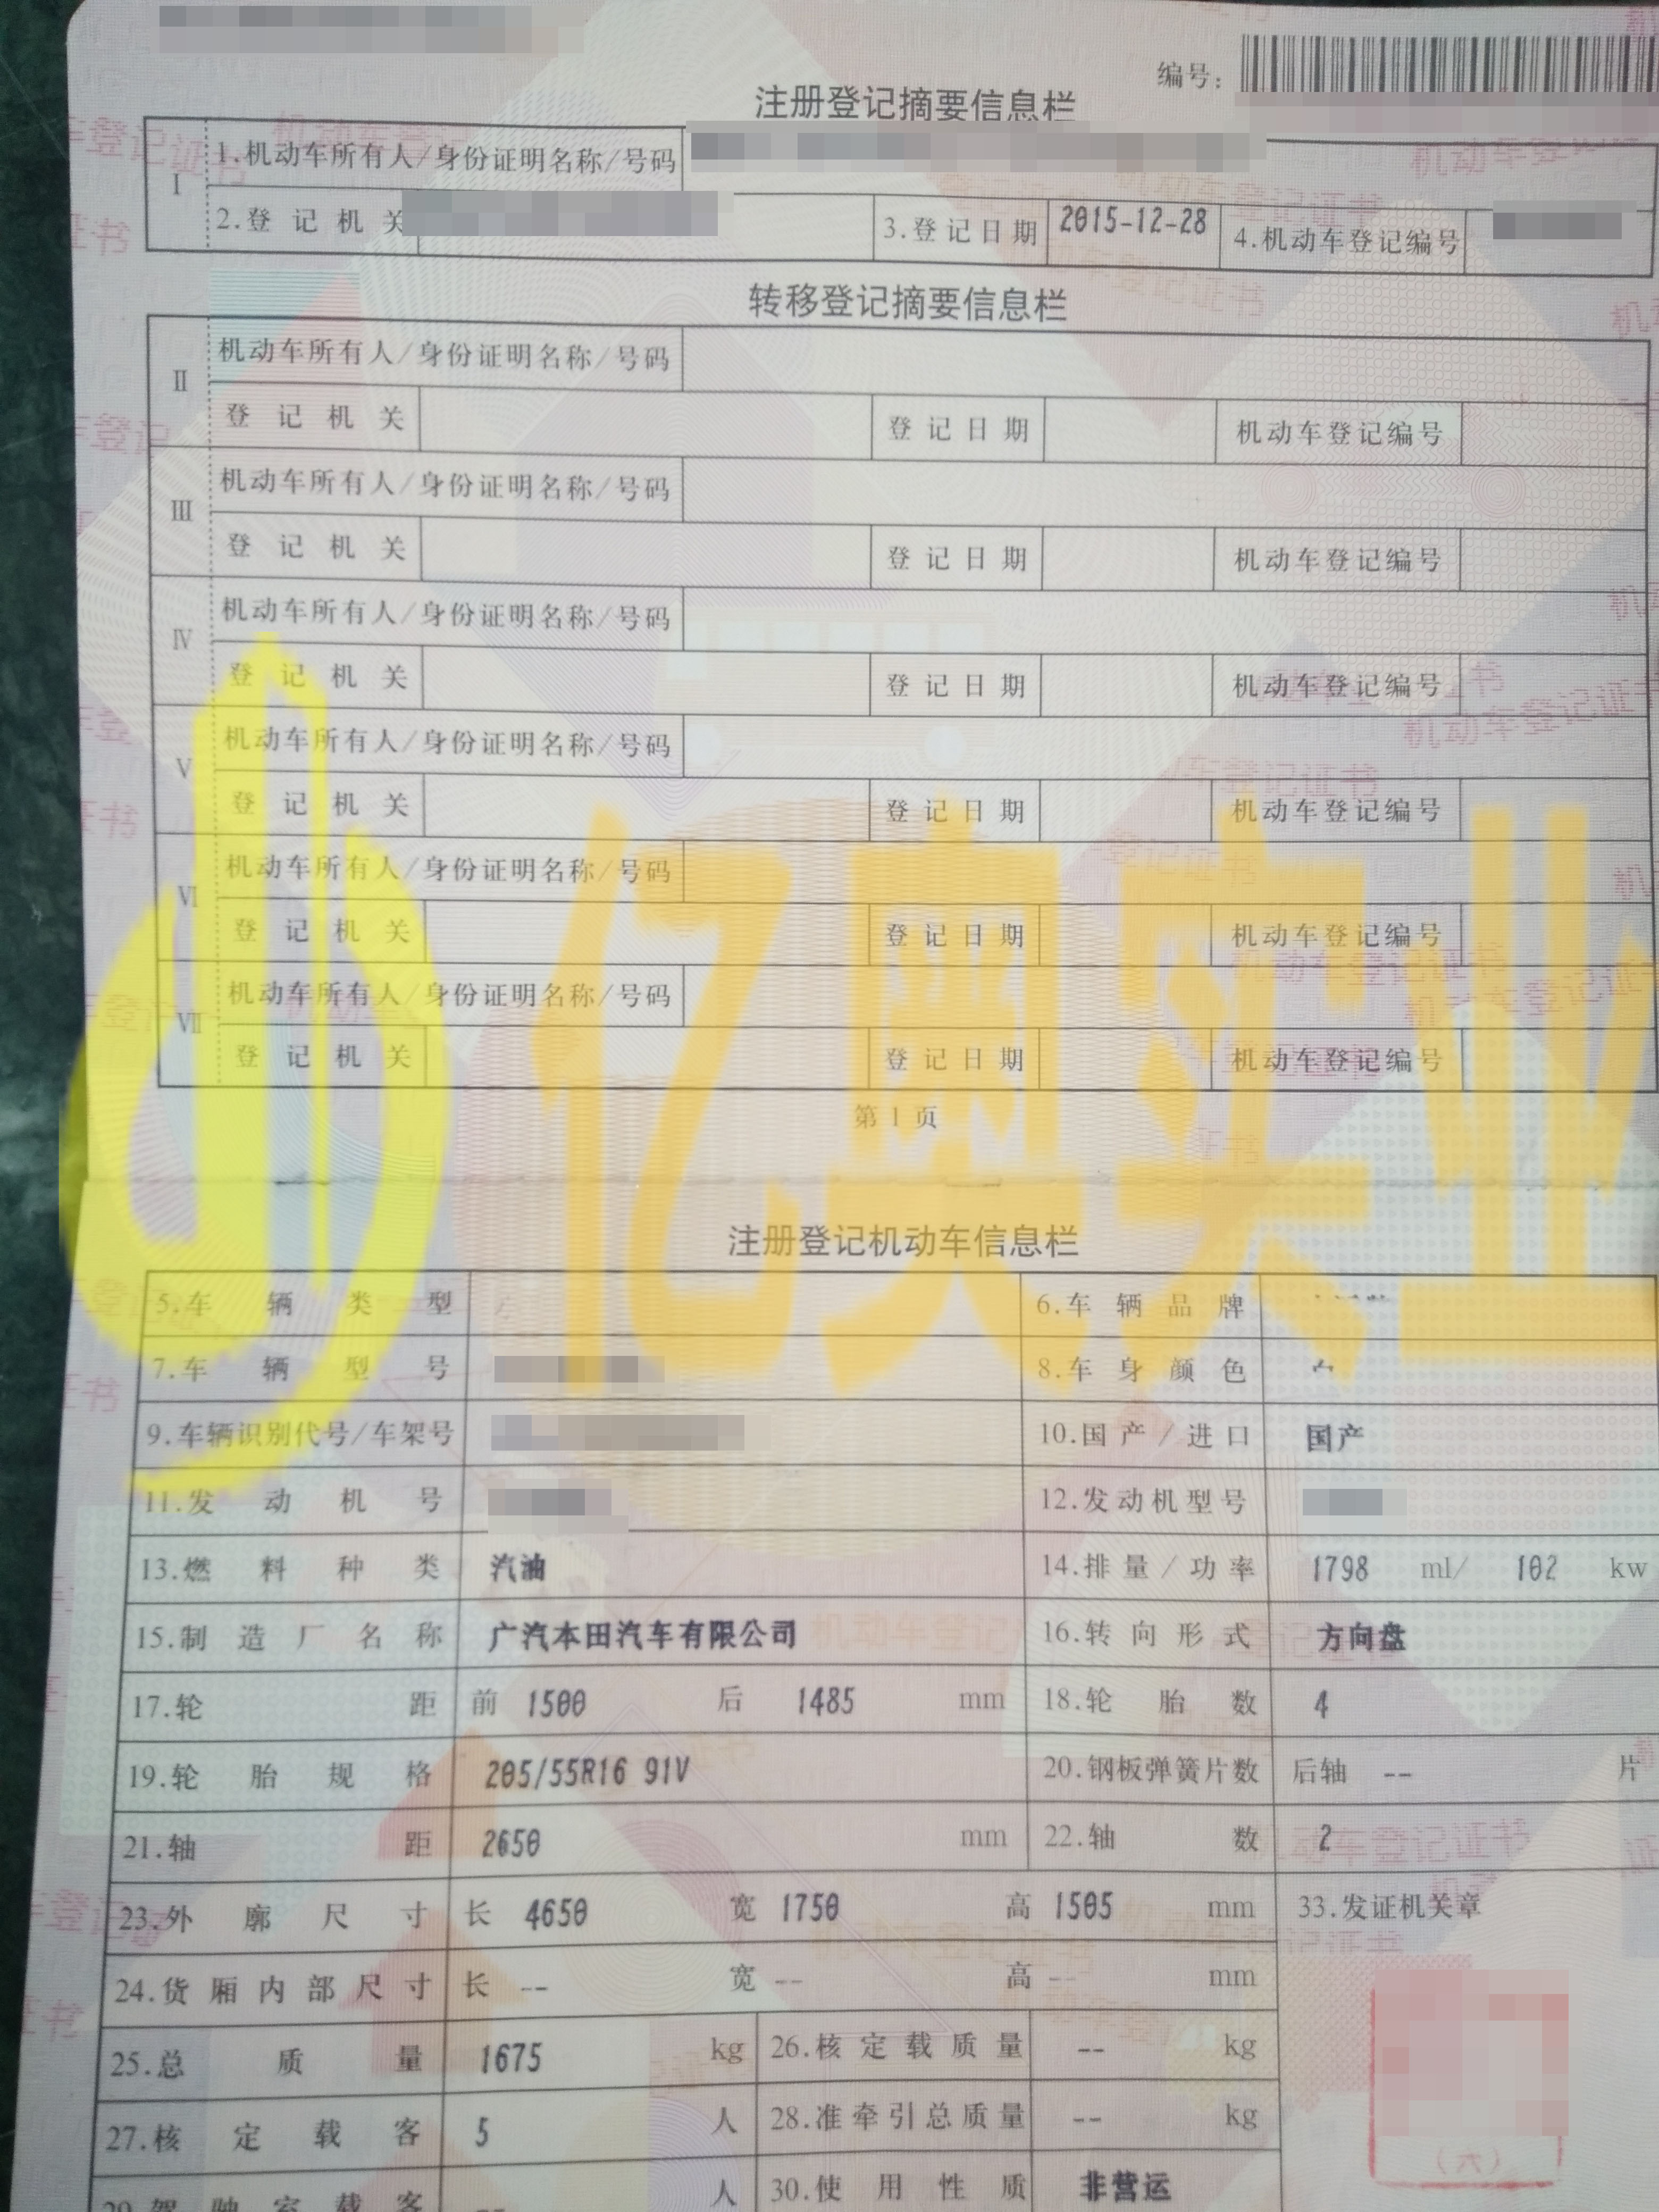 编号：
注册登记摘要信息栏
I 1.机动车所有人/身份证明名称/号码
2.登记机关 3.登记日期 2015-12-28 4.机动车登记编号
转移登记摘要信息栏
II 机动车所有人/身份证明名称/号码
登记机关 登记日期 机动车登记编号
III 机动车所有人/身份证明名称/号码
登记机关 登记日期 机动车登记编号
IV 机动车所有人/身份证明名称/号码
登记机关 登记日期 机动车登记编号
V 机动车所有人/身份证明名称/号码
登记机关 登记日期 机动车登记编号
VI 机动车所有人/身份证明名称/号码
登记机关 登记日期 机动车登记编号
VII 机动车所有人/身份证明名称/号码
登记机关 登记日期 机动车登记编号
亿奥实业
第1页
注册登记机动车信息栏
5.车辆类型 6.车辆品牌
7.车辆型号 8.车身颜色
9.车辆识别代号/车架号 10.国产/进口 国产
11.发动机号 12.发动机型号
13.燃料种类 汽油 14.排量/功率 1798 ml/ 102 kw
15.制造厂名称 广汽本田汽车有限公司 16.转向形式 方向盘
17.轮距 前 1500 后 1485 mm 18.轮胎数 4
19.轮胎规格 205/55R16 91V 20.钢板弹簧片数 后轴 -- 片
21.轴距 2650 mm 22.轴数 2
23.外廓尺寸 长 4650 宽 1750 高 1505 mm 33.发证机关章
24.货厢内部尺寸 长 -- 宽 -- 高 -- mm
25.总质量 1675 kg 26.核定载质量 -- kg
27.核定载客 5 人 28.准牵引总质量 -- kg
（六）
29.驾驶室载客 -- 人 30.使用性质 非营运